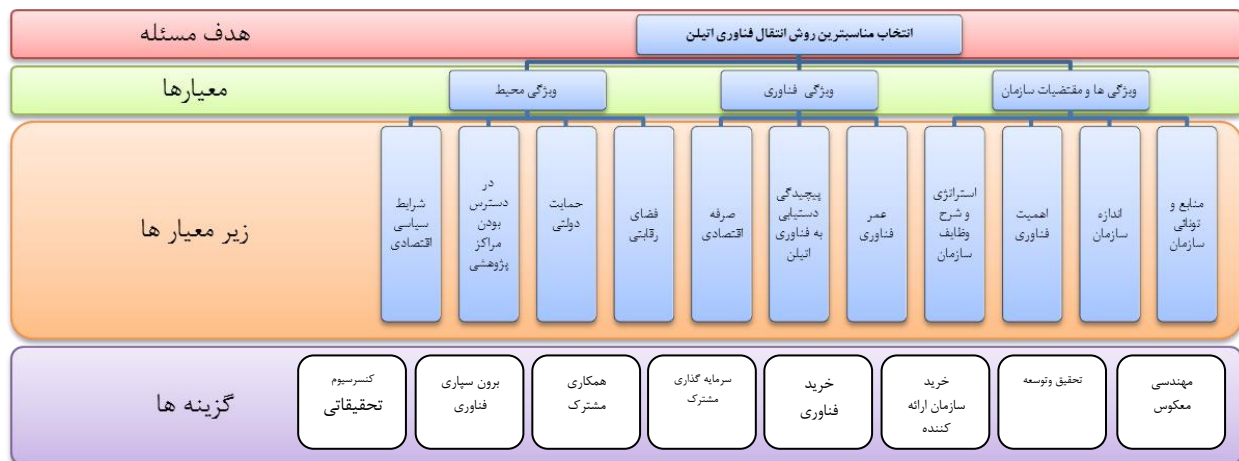 هدف مسئله
انتخاب مناسبترین روش انتقال فناوری اتیلن
معیارها
ویژگی ها و مقتضیات سازمان
ویژگی فناوری
ویژگی محیط
زیر معیار ها
منابع و
توانائی
سازمان
اندازه
سازمان
اهمیت
فناوری
استراتژی
و شرح
وظایف
سازمان
عمر
فناوری
پیچیدگی
دستیابی
به فناوری
اتیلن
صرفه
اقتصادی
فضای
رقابتی
حمایت
دولتی
در
دسترس
بودن
مراکز
پژوهشی
شرایط
سیاسی
اقتصادی
گزینه ها
مهندسی
معکوس
تحقیق وتوسعه
خرید
سازمان ارائه
کننده
خرید
فناوری
سرمایه گذاری
مشترک
همکاری
مشترک
برون سپاری
فناوری
کنسرسیوم
تحقیقاتی